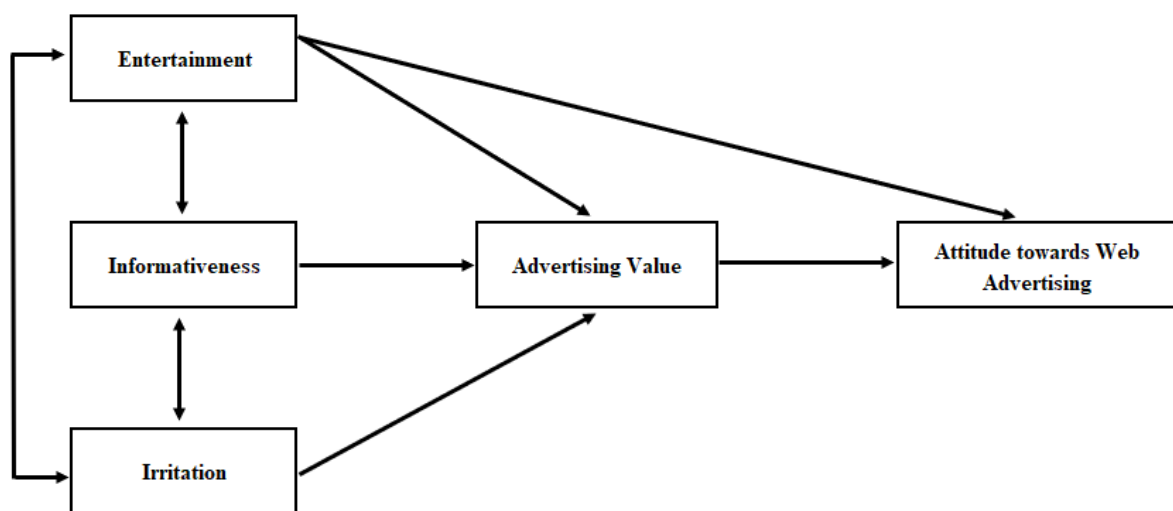 Entertainment
Informativeness
Advertising Value
Attitude towards Web
Advertising
Irritation